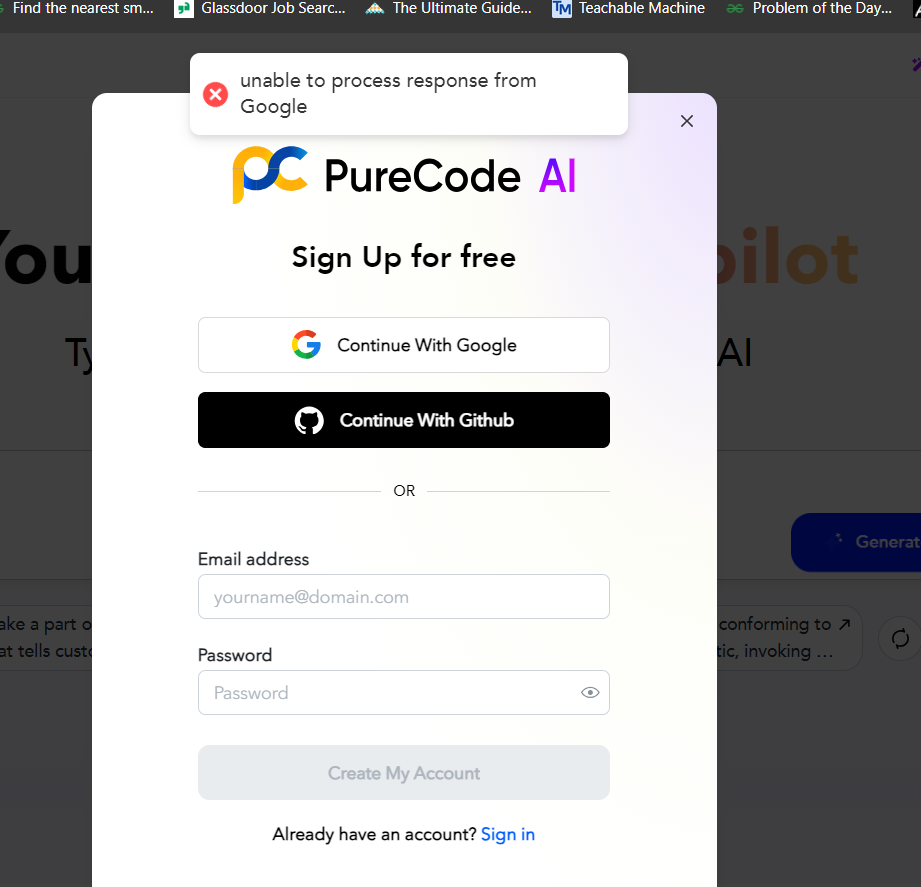 Find the nearest sm...
Glassdoor Job Searc...
The Ultimate Guide...
TM
Teachable Machine
Problem of the Day...
unable to process response from
Google
PureCode AI
You
pilot
Sign Up for free
Ty
AI
Continue With Google
Continue With Github
OR
Generat
Email address
yourname@domain.com
ake a part o
conforming to
at tells custo
tic, invoking ...
Password
Password
Create My Account
Already have an account? Sign in